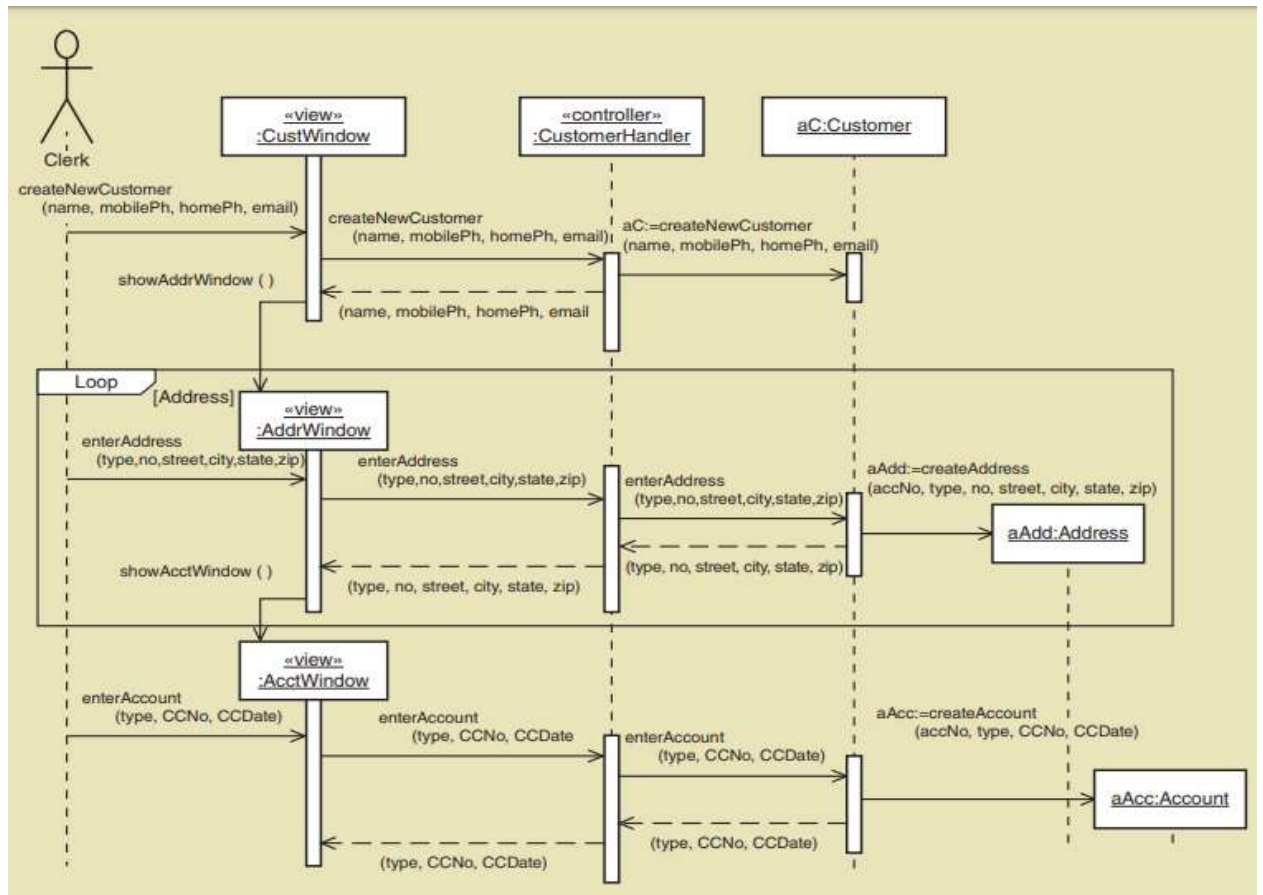 «view»
:CustWindow
«controller»
:CustomerHandler
aC:Customer
Clerk
createNewCustomer
(name, mobilePh, homePh, email)
createNewCustomer
(name, mobilePh, homePh, email)
aC:=createNewCustomer
(name, mobilePh, homePh, email)
showAddrWindow ( )
(name, mobilePh, homePh, email
Loop
[Address]
«view»
:AddrWindow
enterAddress
(type,no,street,city,state,zip)
enterAddress
(type,no,street,city,state,zip)
enterAddress
(type,no,street,city,state,zip)
aAdd:=createAddress
(accNo, type, no, street, city, state, zip)
aAdd:Address
showAcctWindow ( )
(type, no, street, city, state, zip)
(type, no, street, city, state, zip)
«view»
:AcctWindow
enterAccount
(type, CCNo, CCDate)
enterAccount
(type, CCNo, CCDate
enterAccount
(type, CCNo, CCDate)
aAcc:=createAccount
(accNo, type, CCNo, CCDate)
aAcc:Account
(type, CCNo, CCDate)
(type, CCNo, CCDate)